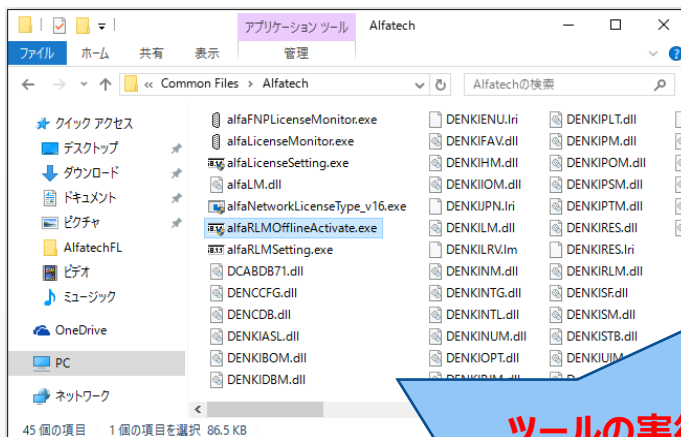 アプリケーション ツール
Alfatech
ファイル
ホーム
共有
表示
管理
« Common Files > Alfatech
Alfatechの検索
クイック アクセス
デスクトップ
ダウンロード
ドキュメント
ピクチャ
AlfatechFL
ビデオ
ミュージック
OneDrive
PC
ネットワーク
alfaFNPLicenseMonitor.exe
alfaLicenseMonitor.exe
alfaLicenseSetting.exe
alfaLM.dll
alfaNetworkLicenseType_v16.exe
alfaRLMOfflineActivate.exe
alfaRLMSetting.exe
DCABDB71.dll
DENCCFG.dll
DENCDB.dll
DENKIASL.dll
DENKIBOM.dll
DENKIDBM.dll
DENKIENU.lri
DENKIFAV.dll
DENKIHM.dll
DENKIIOM.dll
DENKIJPN.lri
DENKILM.dll
DENKILRV.lm
DENKINM.dll
DENKINTG.dll
DENKINTL.dll
DENKINUM.dll
DENKIOPT.dll
DENKIPLT.dll
DENKIPM.dll
DENKIPOM.dll
DENKIPSM.dll
DENKIPTM.dll
DENKIRES.dll
DENKIRES.lri
DENKIRLM.dll
DENKISF.dll
DENKISM.dll
DENKISTB.dll
45 個の項目
1 個の項目を選択 86.5 KB
ツールの実行